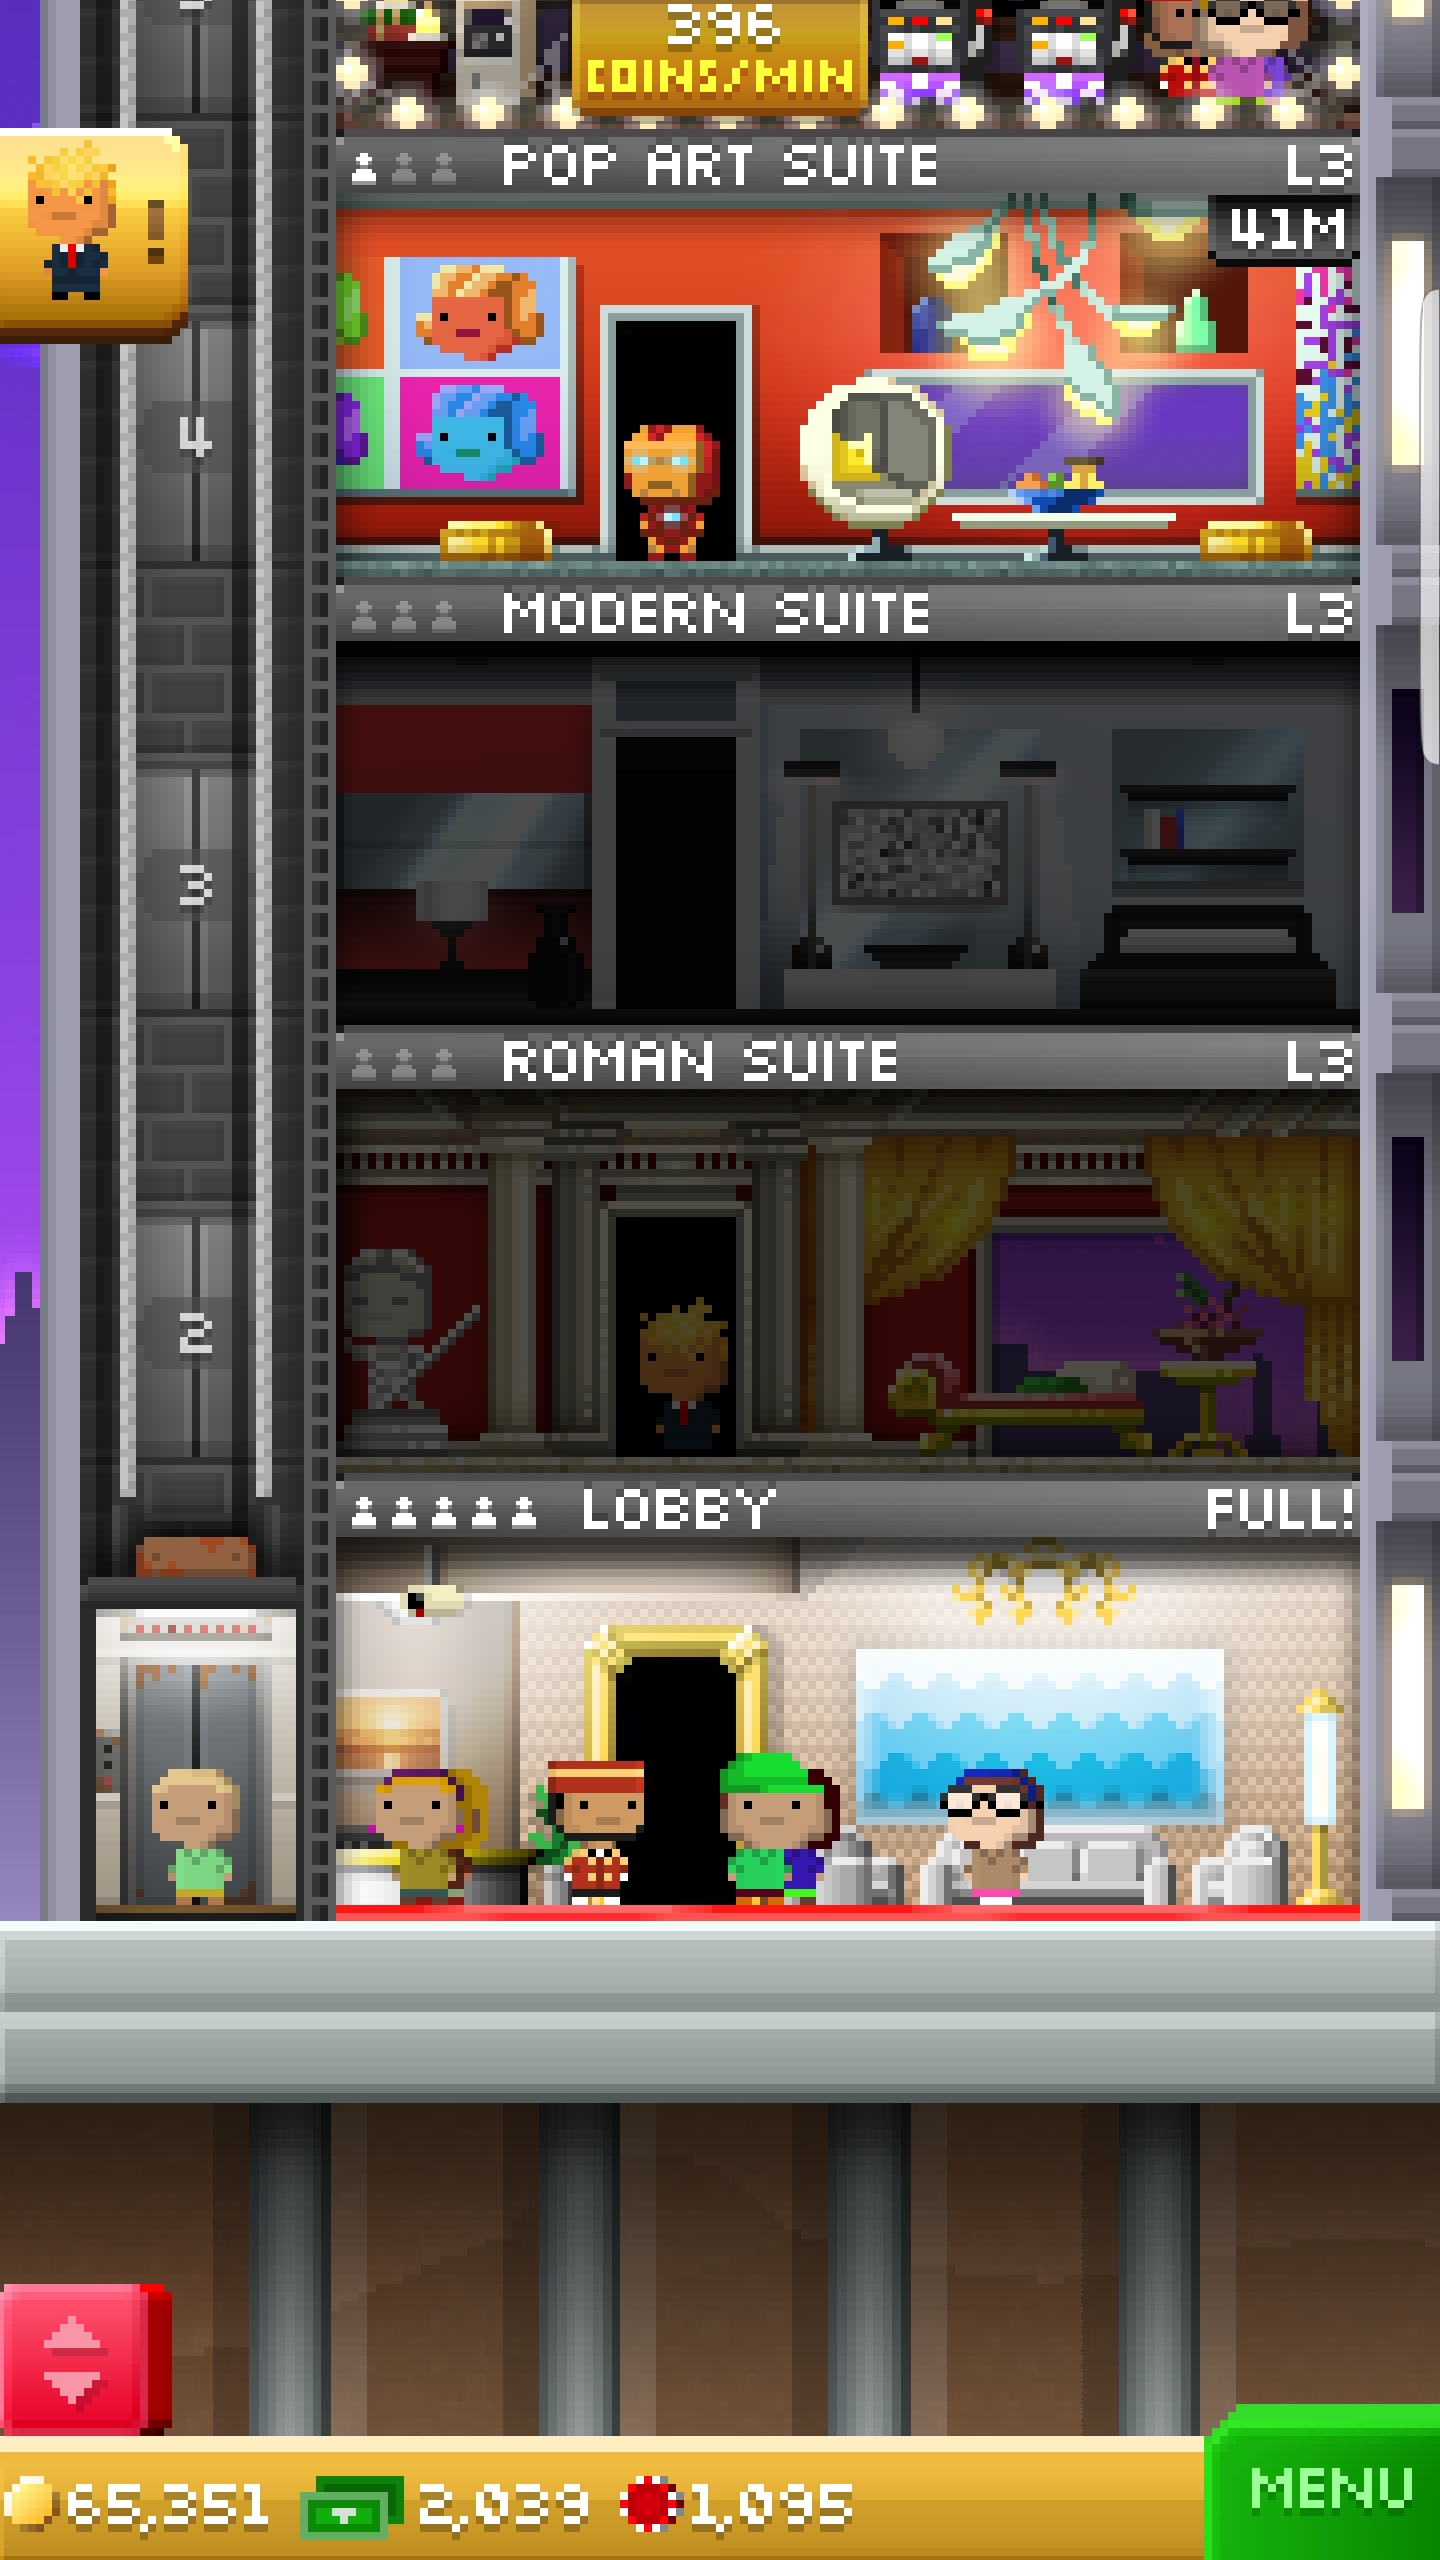 396
COINS/MIN
POP ART SUITE L3
41M
!
4
MODERN SUITE L3
3
ROMAN SUITE L3
2
LOBBY FULL!
65,351 2,039 1,095
MENU